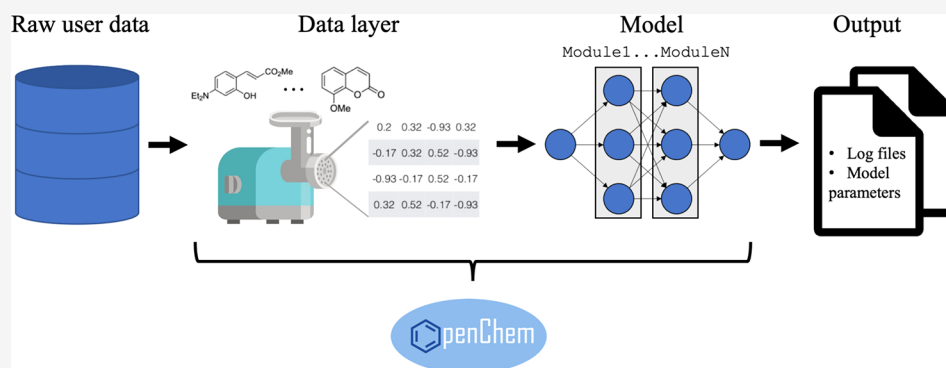 Raw user data
Data layer
Model
Output
Module1...ModuleN
CO₂Me
Et₂N
OH
...
OMe
O
O
0.2 0.32 -0.93 0.32
-0.17 0.32 0.52 -0.93
-0.93 -0.17 0.52 -0.17
0.32 0.52 -0.17 -0.93
• Log files
• Model
parameters
penChem